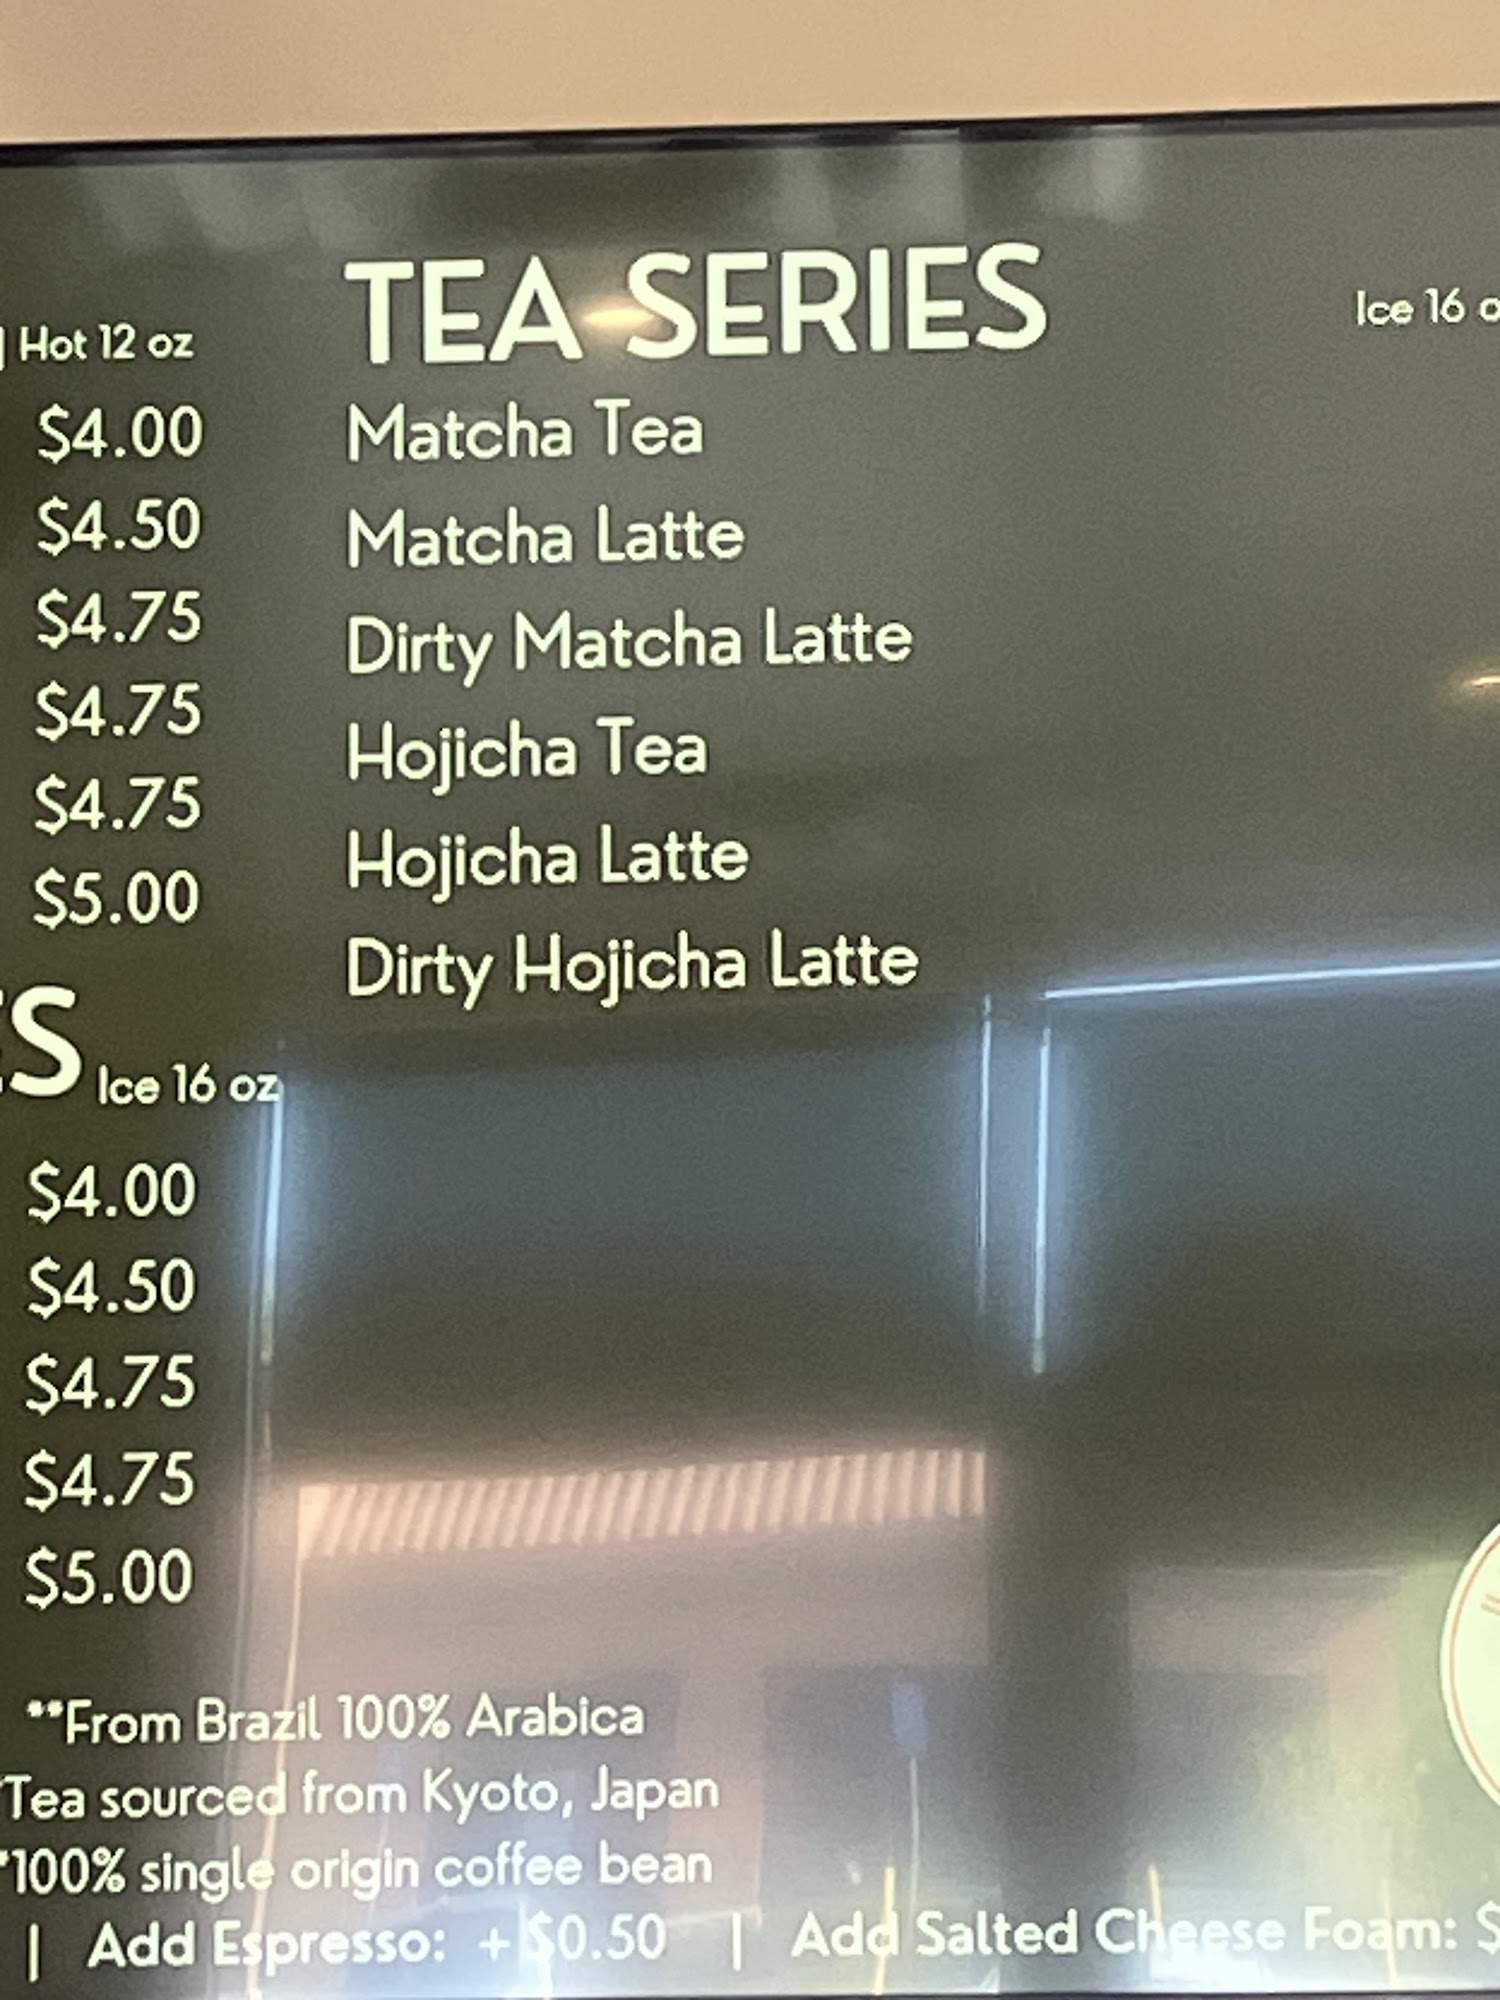 Hot 12 oz
$4.00
$4.50
$4.75
$4.75
$4.75
$5.00
Ice 16 oz
$4.00
$4.50
$4.75
$4.75
$5.00
TEA SERIES
Ice 16
Matcha Tea
Matcha Latte
Dirty Matcha Latte
Hojicha Tea
Hojicha Latte
Dirty Hojicha Latte
**From Brazil 100% Arabica
*Tea sourced from Kyoto, Japan
*100% single origin coffee bean
| Add Espresso: +$0.50 | Add Salted Cheese Foam: $